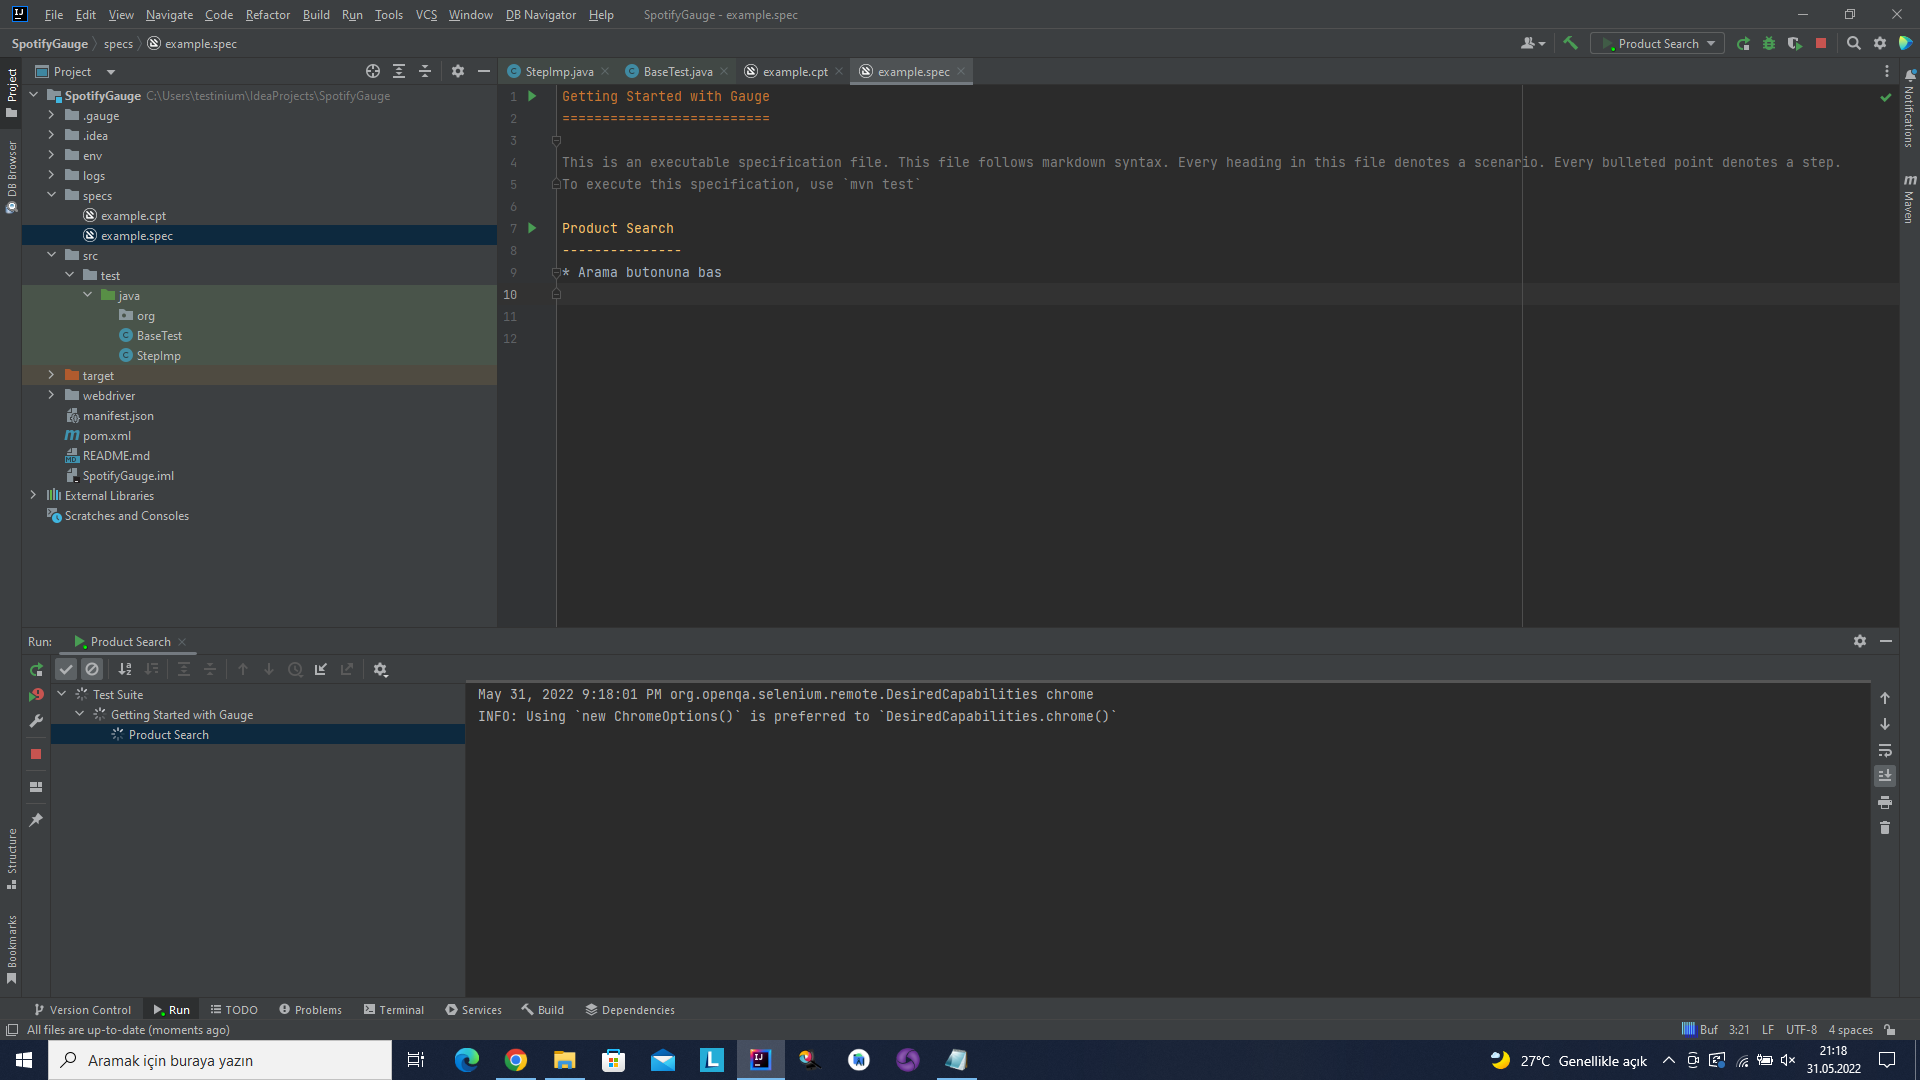 File Edit View Navigate Code Refactor Build Run Tools VCS Window DB Navigator Help SpotifyGauge - example.spec
SpotifyGauge specs example.spec
Product Search
Project
StepImp.java BaseTest.java example.cpt example.spec
SpotifyGauge C:\Users\testinium\IdeaProjects\SpotifyGauge
.gauge
.idea
env
logs
specs
example.cpt
example.spec
src
test
java
org
BaseTest
StepImp
target
webdriver
manifest.json
pom.xml
README.md
SpotifyGauge.iml
External Libraries
Scratches and Consoles
1 Getting Started with Gauge
2 ==========================
3
4 This is an executable specification file. This file follows markdown syntax. Every heading in this file denotes a scenario. Every bulleted point denotes a step.
5 To execute this specification, use `mvn test`
6
7 Product Search
8 ---------------
9 * Arama butonuna bas
10
11
12
Project
DB Browser
Structure
Bookmarks
Notifications
Maven
Run: Product Search
Test Suite
Getting Started with Gauge
Product Search
May 31, 2022 9:18:01 PM org.openqa.selenium.remote.DesiredCapabilities chrome
INFO: Using `new ChromeOptions()` is preferred to `DesiredCapabilities.chrome()`
Version Control Run TODO Problems Terminal Services Build Dependencies
All files are up-to-date (moments ago)
Buf 3:21 LF UTF-8 4 spaces
Aramak için buraya yazın
27°C Genellikle açık
21:18
31.05.2022